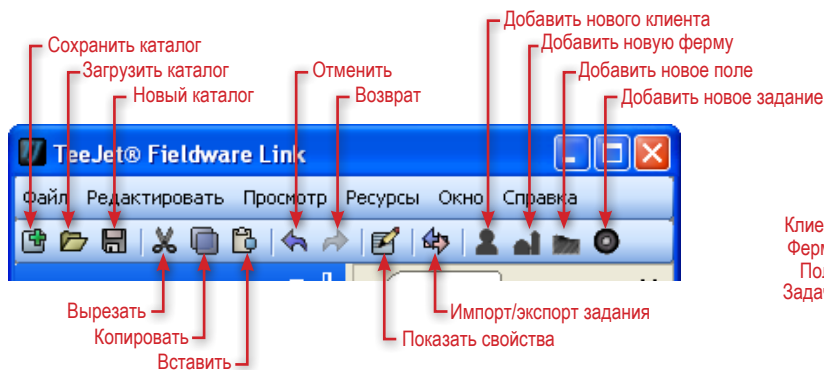 Добавить нового клиента
Сохранить каталог
Добавить новую ферму
Загрузить каталог
Отменить
Добавить новое поле
Новый каталог
Возврат
Добавить новое задание
TeeJet® Fieldware Link
Файл Редактировать Просмотр Ресурсы Окно Справка
Вырезать
Импорт/экспорт задания
Копировать
Показать свойства
Вставить